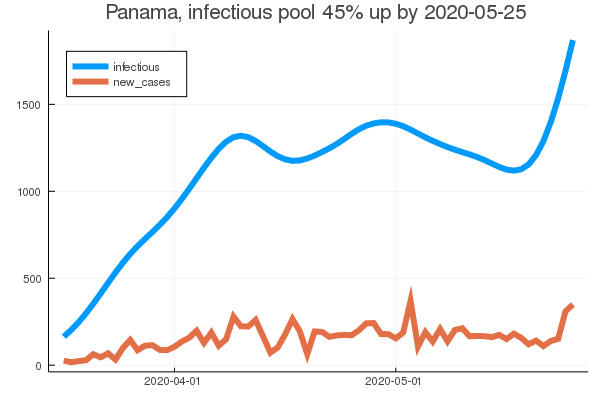 Panama, infectious pool 45% up by 2020-05-25
infectious
new_cases
1500
1000
500
0
2020-04-01
2020-05-01